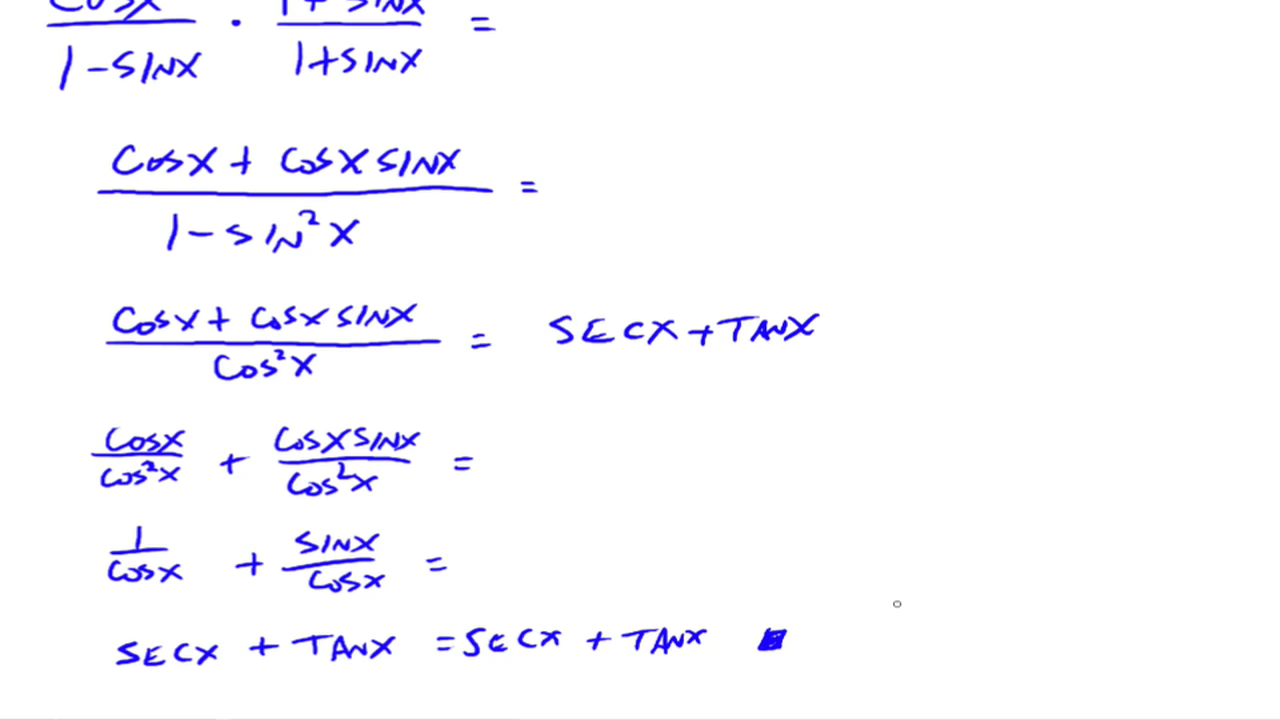 COSX/1-SINX · 1+SINX/1+SINX =
COSX + COSX SINX / 1-SIN²X =
COSX + COSX SINX / COS²X = SECX + TANX
COSX/COS²X + COSX SINX/COS²X =
1/COSX + SINX/COSX =
SECX + TANX = SECX + TANX